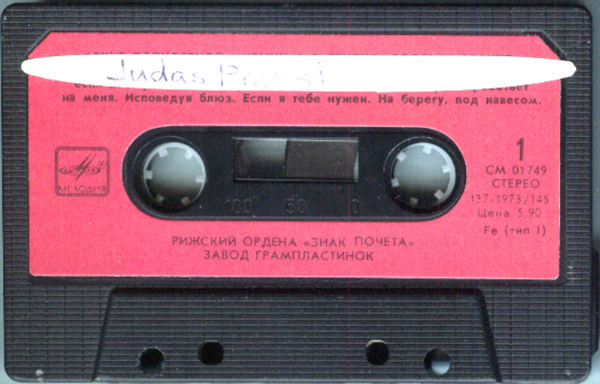 Judas Priest
на меня. Исповедуя блюз. Если я тебе нужен. На берегу, под навесом.
МЕЛОДИЯ
1
СМ 01749
СТЕРЕО
137-1973/145
Цена 5.90
Fe (тип I)
100 50 0
РИЖСКИЙ ОРДЕНА «ЗНАК ПОЧЕТА»
ЗАВОД ГРАМПЛАСТИНОК